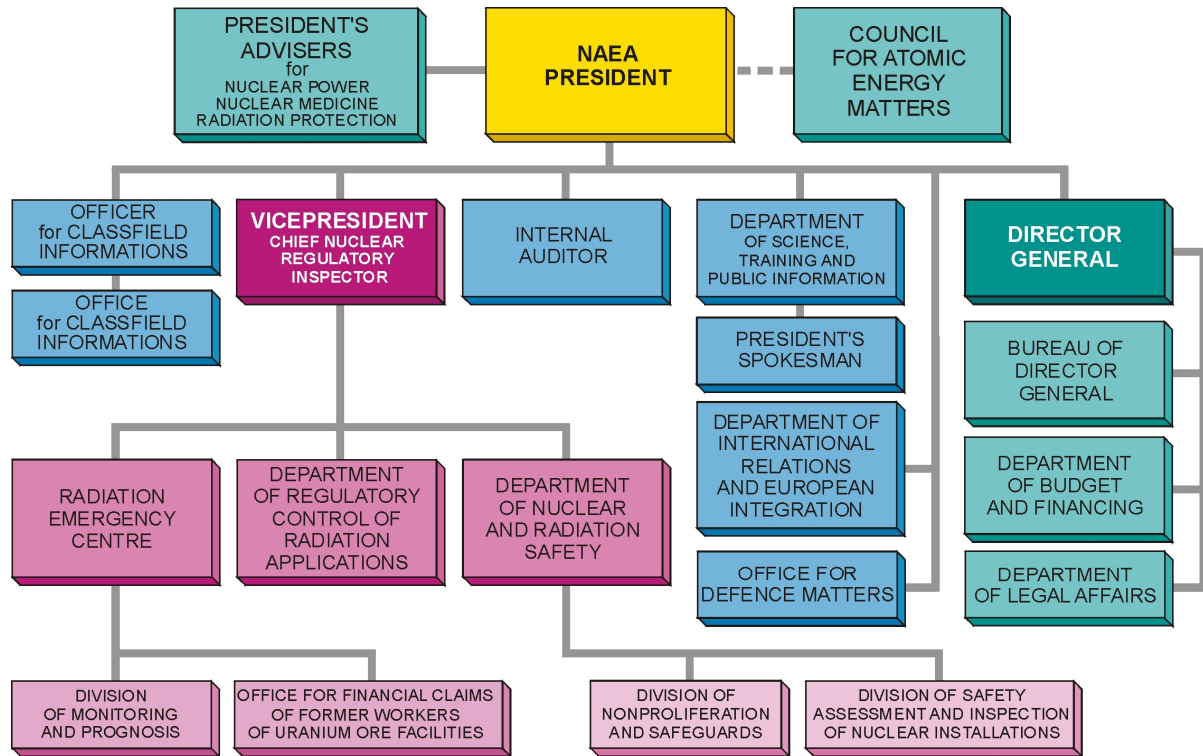 PRESIDENT'S
ADVISERS
for
NUCLEAR POWER
NUCLEAR MEDICINE
RADIATION PROTECTION
NAEA
PRESIDENT
COUNCIL
FOR ATOMIC
ENERGY
MATTERS
OFFICER
for CLASSFIELD
INFORMATIONS
OFFICE
for CLASSFIELD
INFORMATIONS
VICEPRESIDENT
CHIEF NUCLEAR
REGULATORY
INSPECTOR
INTERNAL
AUDITOR
DEPARTMENT
OF SCIENCE,
TRAINING AND
PUBLIC INFORMATION
PRESIDENT'S
SPOKESMAN
DEPARTMENT OF
INTERNATIONAL
RELATIONS
AND EUROPEAN
INTEGRATION
OFFICE FOR
DEFENCE MATTERS
DIRECTOR
GENERAL
BUREAU OF
DIRECTOR
GENERAL
DEPARTMENT
OF BUDGET
AND FINANCING
DEPARTMENT
OF LEGAL AFFAIRS
RADIATION
EMERGENCY
CENTRE
DEPARTMENT
OF REGULATORY
CONTROL OF
RADIATION
APPLICATIONS
DEPARTMENT
OF NUCLEAR
AND RADIATION
SAFETY
DIVISION
OF MONITORING
AND PROGNOSIS
OFFICE FOR FINANCIAL CLAIMS
OF FORMER WORKERS
OF URANIUM ORE FACILITIES
DIVISION OF
NONPROLIFERATION
AND SAFEGUARDS
DIVISION OF SAFETY
ASSESSMENT AND INSPECTION
OF NUCLEAR INSTALLATIONS